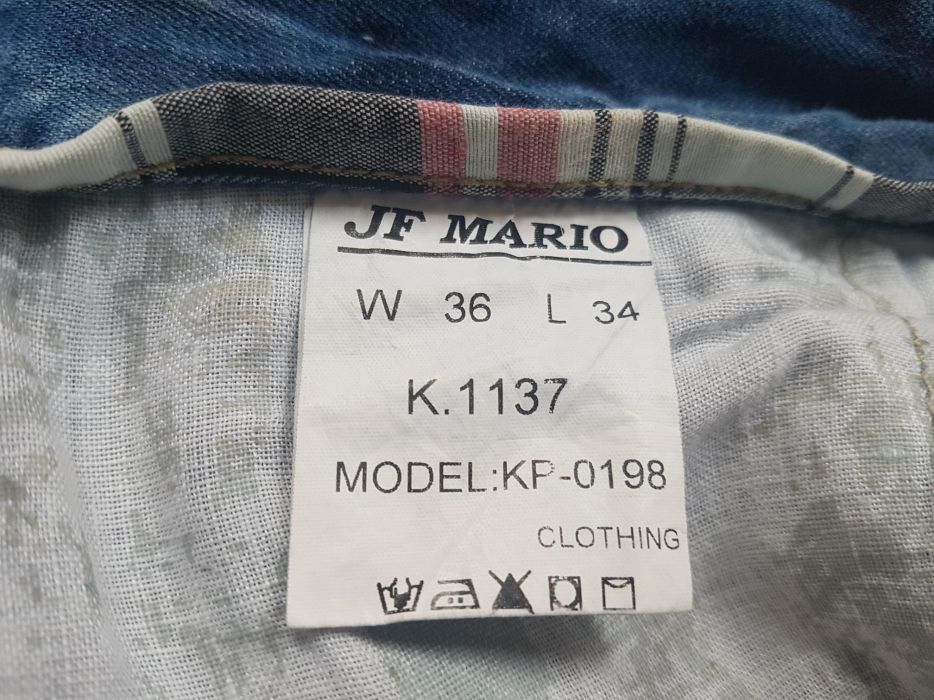 JF MARIO
W 36 L 34
K.1137
MODEL:KP-0198
CLOTHING